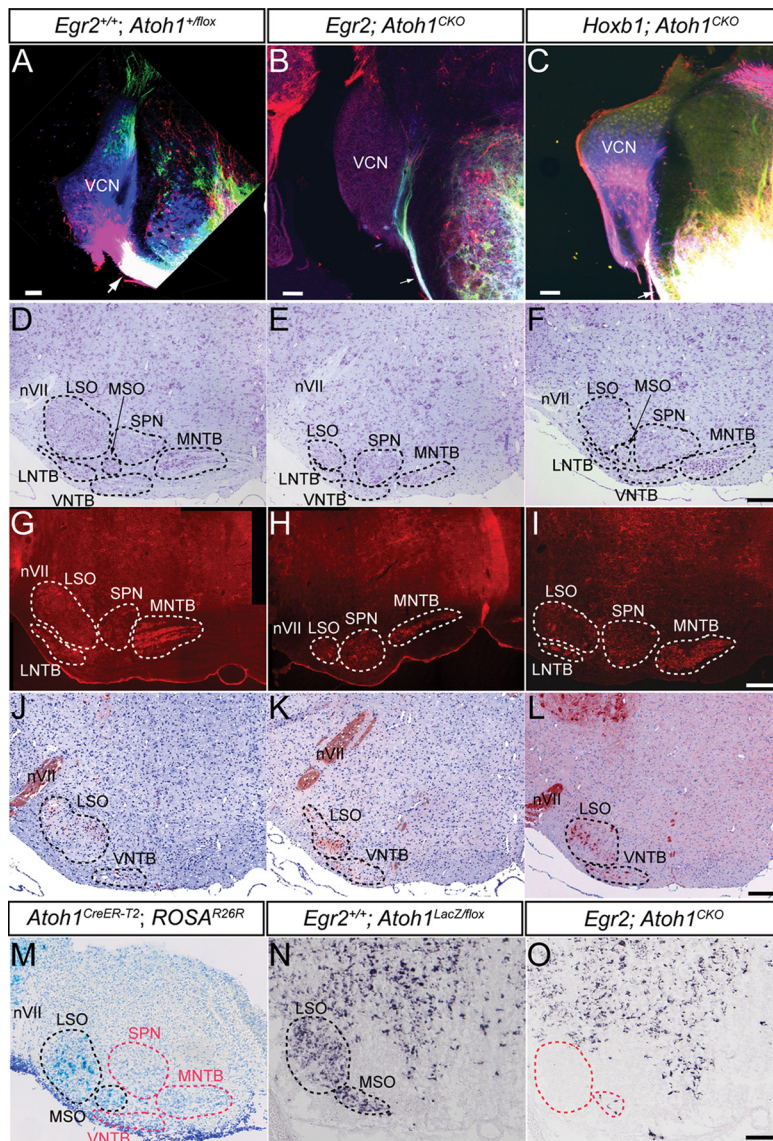 Egr2+/+; Atoh1+/flox
Egr2; Atoh1CKO
Hoxb1; Atoh1CKO
A
VCN
B
VCN
C
VCN
D
nVII
LSO
MSO
SPN
MNTB
LNTB
VNTB
E
nVII
LSO
SPN
MNTB
LNTB
VNTB
F
nVII
LSO
MSO
SPN
MNTB
LNTB
VNTB
G
nVII
LSO
SPN
MNTB
LNTB
H
nVII
LSO
SPN
MNTB
I
nVII
LSO
SPN
MNTB
LNTB
J
nVII
LSO
VNTB
K
nVII
LSO
VNTB
L
nVII
LSO
VNTB
Atoh1CreER-T2; ROSAR26R
Egr2+/+; Atoh1LacZ/flox
Egr2; Atoh1CKO
M
nVII
LSO
SPN
MNTB
MSO
VNTB
N
LSO
MSO
O